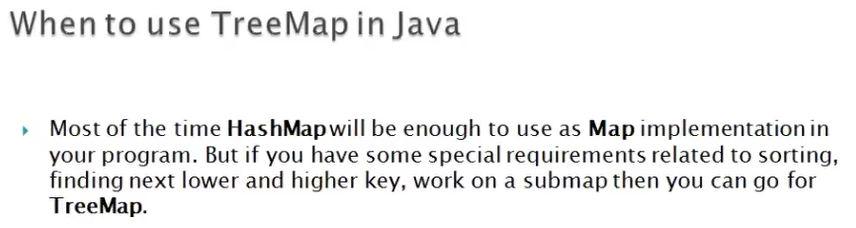 When to use TreeMap in Java
Most of the time HashMap will be enough to use as Map implementation in
your program. But if you have some special requirements related to sorting,
finding next lower and higher key, work on a submap then you can go for
TreeMap.